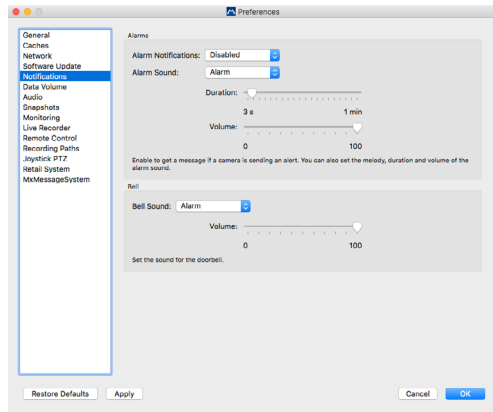 Preferences
General
Caches
Network
Software Update
Notifications
Data Volume
Audio
Snapshots
Monitoring
Live Recorder
Remote Control
Recording Paths
Joystick PTZ
Retail System
MxMessageSystem
Alarms
Alarm Notifications: Disabled
Alarm Sound: Alarm
Duration:
3 s 1 min
Volume:
0 100
Enable to get a message if a camera is sending an alert. You can also set the melody, duration and volume of the
alarm sound.
Bell
Bell Sound: Alarm
Volume:
0 100
Set the sound for the doorbell.
Restore Defaults Apply Cancel OK